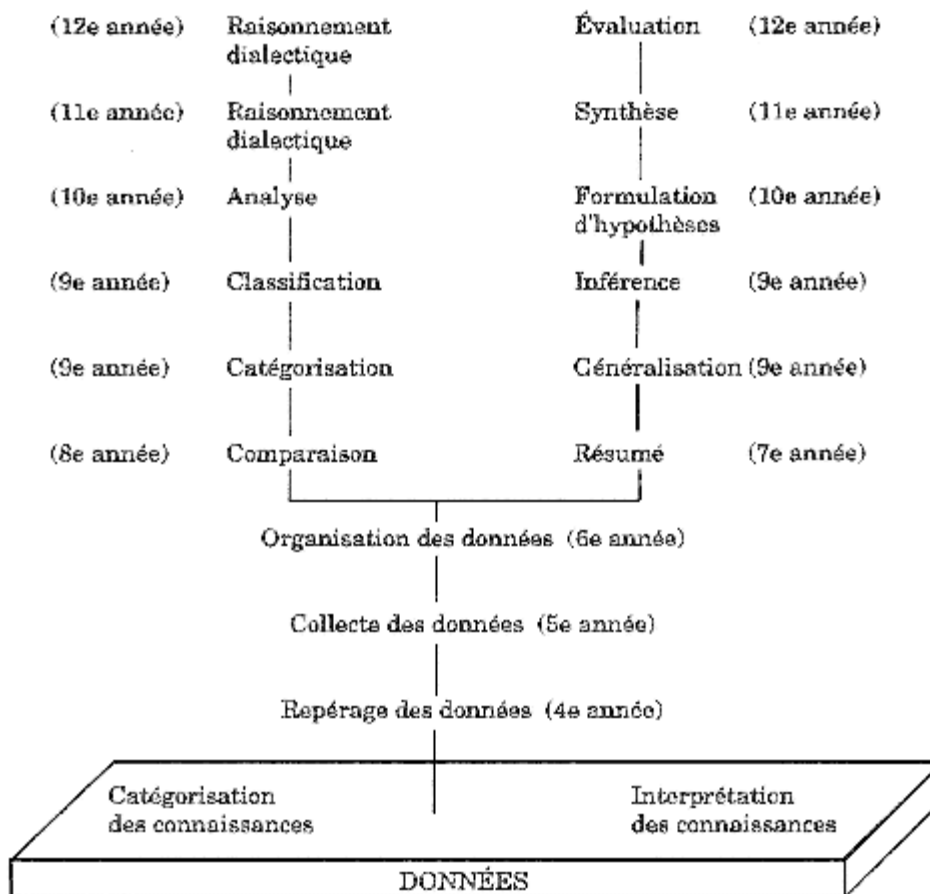 (12e année) Raisonnement Évaluation (12e année)
dialectique
(11e année) Raisonnement Synthèse (11e année)
dialectique
(10e année) Analyse Formulation (10e année)
d'hypothèses
(9e année) Classification Inférence (9e année)
(9e année) Catégorisation Généralisation (9e année)
(8e année) Comparaison Résumé (7e année)
Organisation des données (6e année)
Collecte des données (5e année)
Repérage des données (4e année)
Catégorisation Interprétation
des connaissances des connaissances
DONNÉES